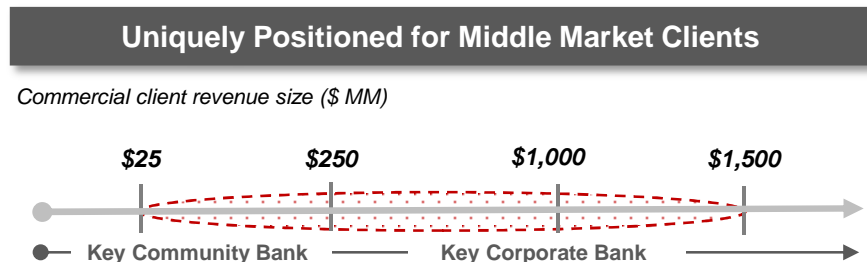 Uniquely Positioned for Middle Market Clients
Commercial client revenue size ($ MM)
$25 $250 $1,000 $1,500
Key Community Bank Key Corporate Bank